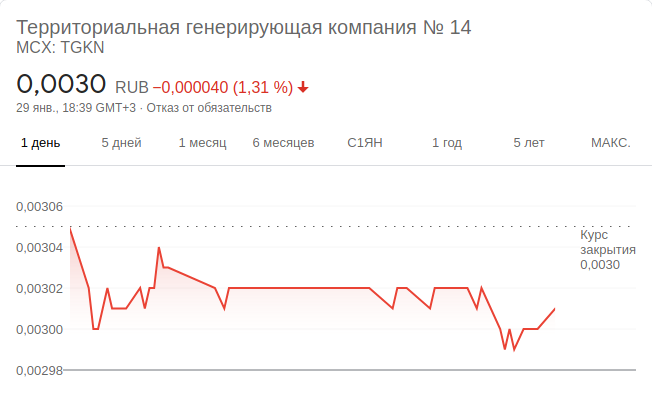 Территориальная генерирующая компания № 14
MCX: TGKN
0,0030 RUB −0,000040 (1,31 %)
29 янв., 18:39 GMT+3 · Отказ от обязательств
1 день 5 дней 1 месяц 6 месяцев С1ЯН 1 год 5 лет МАКС.
0,00306
Курс
закрытия
0,0030
0,00304
0,00302
0,00300
0,00298